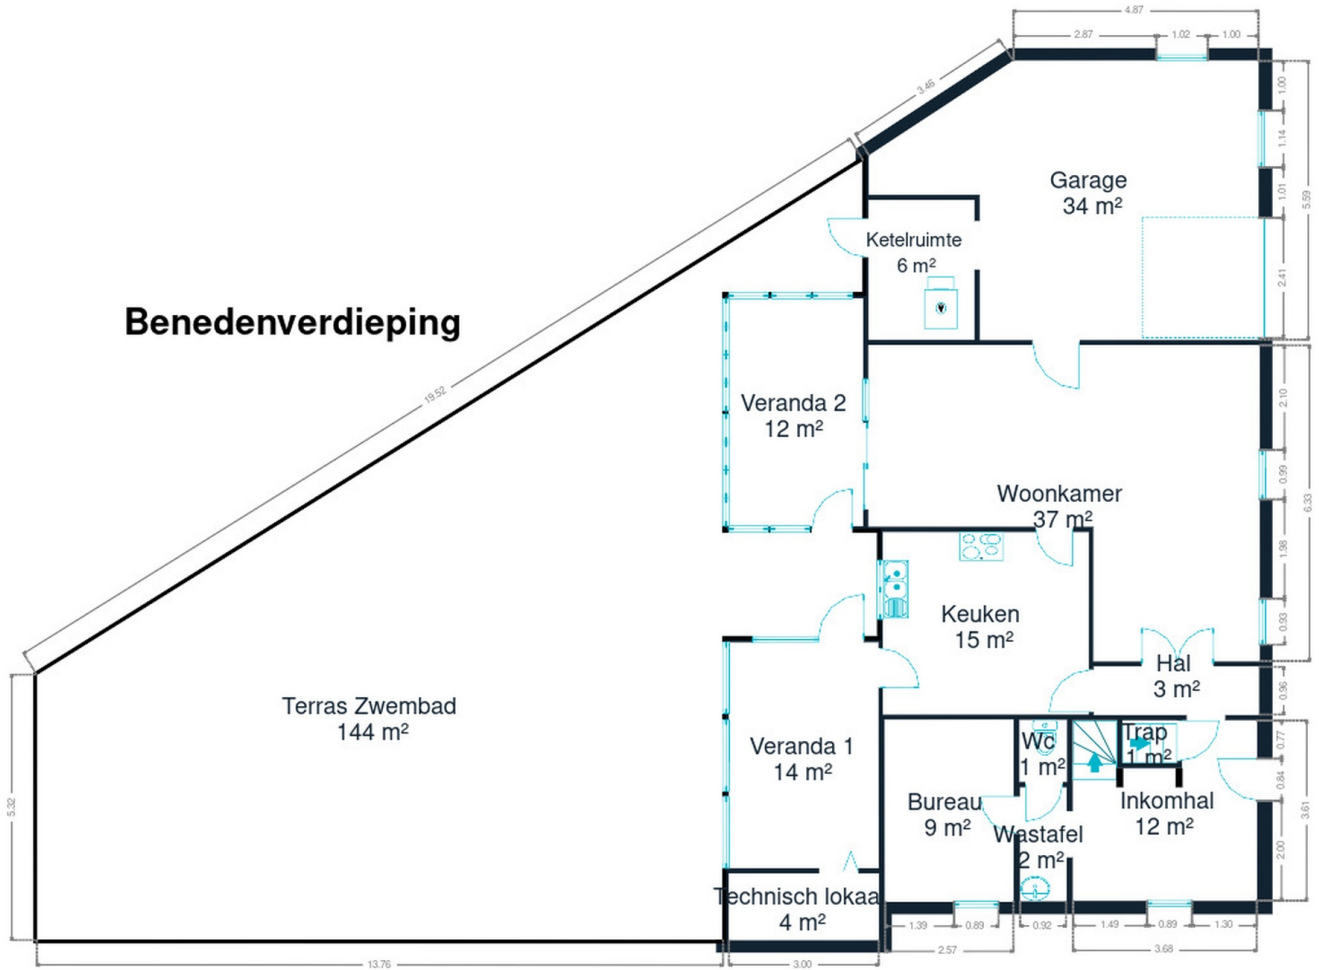 4.87
2.87
1.02
1.00
3.46
1.00
1.14
1.01
2.41
5.59
Garage
34 m²
Ketelruimte
6 m²
Benedenverdieping
19.52
Veranda 2
12 m²
Woonkamer
37 m²
2.10
0.99
1.98
0.93
6.33
Keuken
15 m²
Hal
3 m²
0.96
Terras Zwembad
144 m²
Veranda 1
14 m²
Wc
1 m²
Trap
1 m²
0.77
0.84
2.00
3.61
Bureau
9 m²
Inkomhal
12 m²
Wastafel
2 m²
5.32
Technisch lokaa
4 m²
1.39
0.89
0.92
1.49
0.89
1.30
2.57
3.68
13.76
3.00